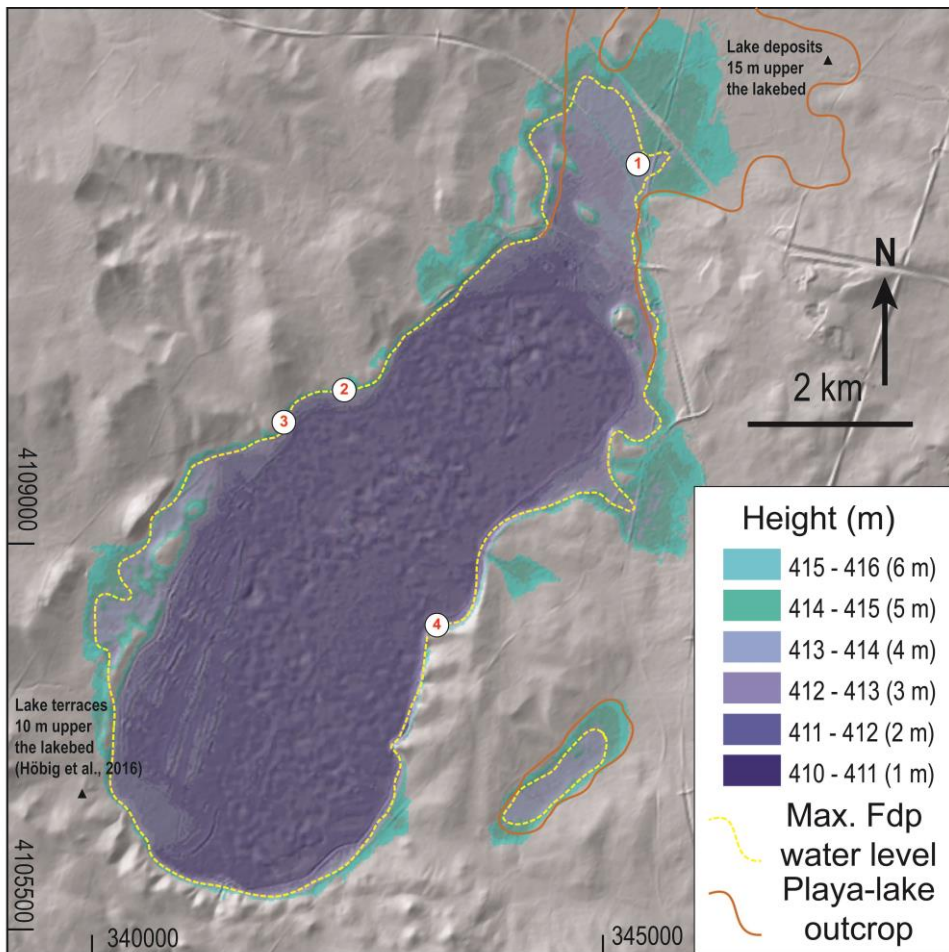 Lake deposits
15 m upper
the lakebed
1
N
2 km
2
3
4109000
4
Lake terraces
10 m upper
the lakebed
(Höbig et al., 2016)
4105500
340000
345000
Height (m)
415 - 416 (6 m)
414 - 415 (5 m)
413 - 414 (4 m)
412 - 413 (3 m)
411 - 412 (2 m)
410 - 411 (1 m)
Max. Fdp
water level
Playa-lake
outcrop